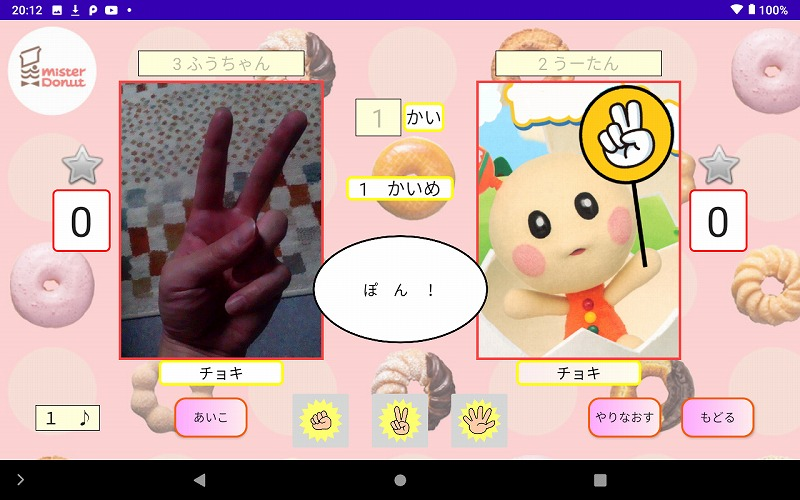 20:12
100%
mister
Donut
3 ふうちゃん
2 うーたん
1 かい
1 かいめ
0
0
ぽ ん ！
チョキ
チョキ
1 ♪
あいこ
やりなおす
もどる